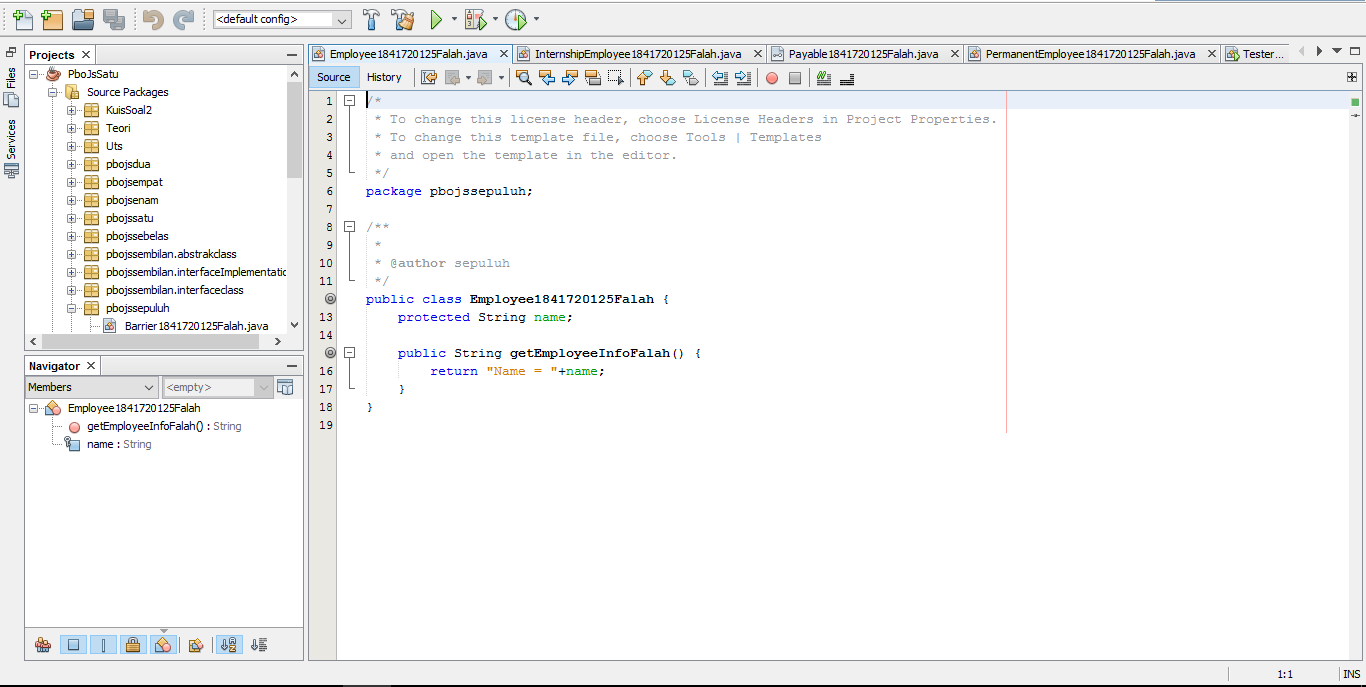 <default config>
Projects
Files
Services
PboJsSatu
Source Packages
KuisSoal2
Teori
Uts
pbojsdua
pbojsempat
pbojsenam
pbojssatu
pbojssebelas
pbojssembilan.abstrakclass
pbojssembilan.interfaceImplementatic
pbojssembilan.interfaceclass
pbojssepuluh
Barrier1841720125Falah.java
Navigator
Members <empty>
Employee1841720125Falah
getEmployeeInfoFalah() : String
name : String
Employee1841720125Falah.java InternshipEmployee1841720125Falah.java Payable1841720125Falah.java PermanentEmployee1841720125Falah.java Tester...
Source History
1 /*
2 * To change this license header, choose License Headers in Project Properties.
3 * To change this template file, choose Tools | Templates
4 * and open the template in the editor.
5 */
6 package pbojssepuluh;
7
8 /**
9 *
10 * @author sepuluh
11 */
public class Employee1841720125Falah {
13 protected String name;
14
public String getEmployeeInfoFalah() {
16 return "Name = "+name;
17 }
18 }
19
1:1 INS